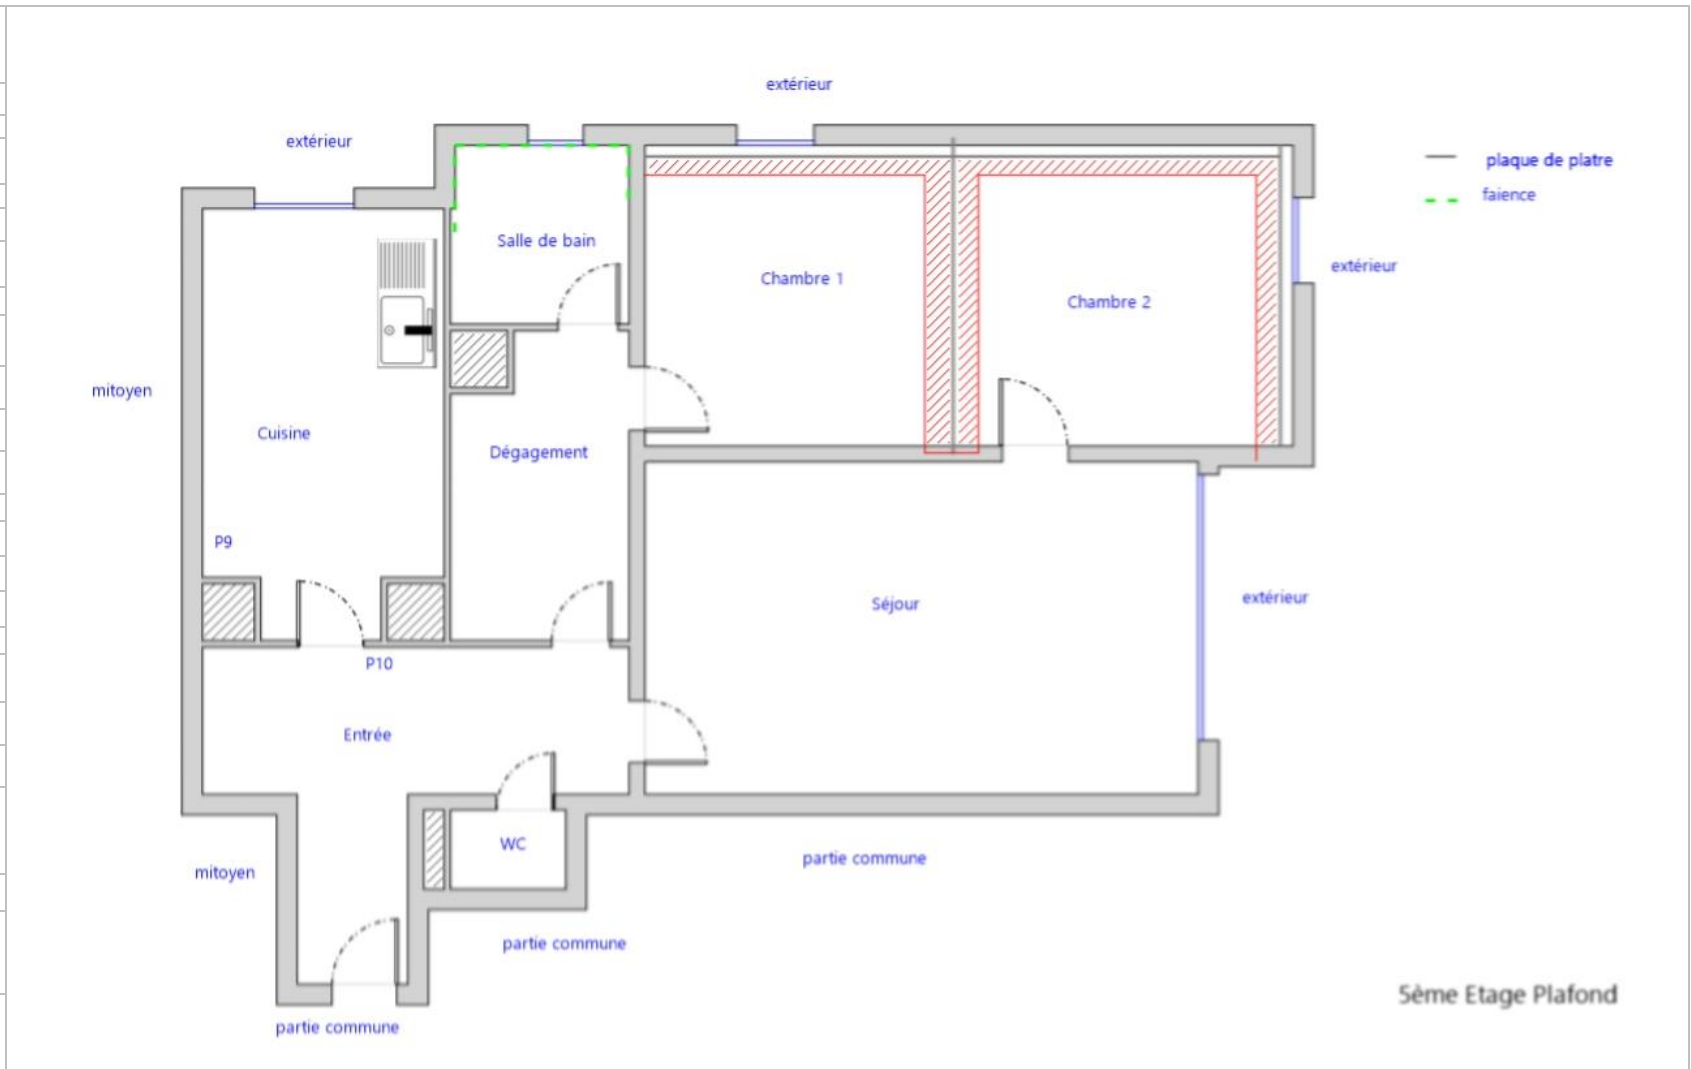 extérieur
extérieur
plaque de platre
faience
Salle de bain
extérieur
Chambre 1
Chambre 2
mitoyen
Cuisine
Dégagement
P9
Séjour
extérieur
P10
Entrée
WC
partie commune
mitoyen
partie commune
5ème Etage Plafond
partie commune